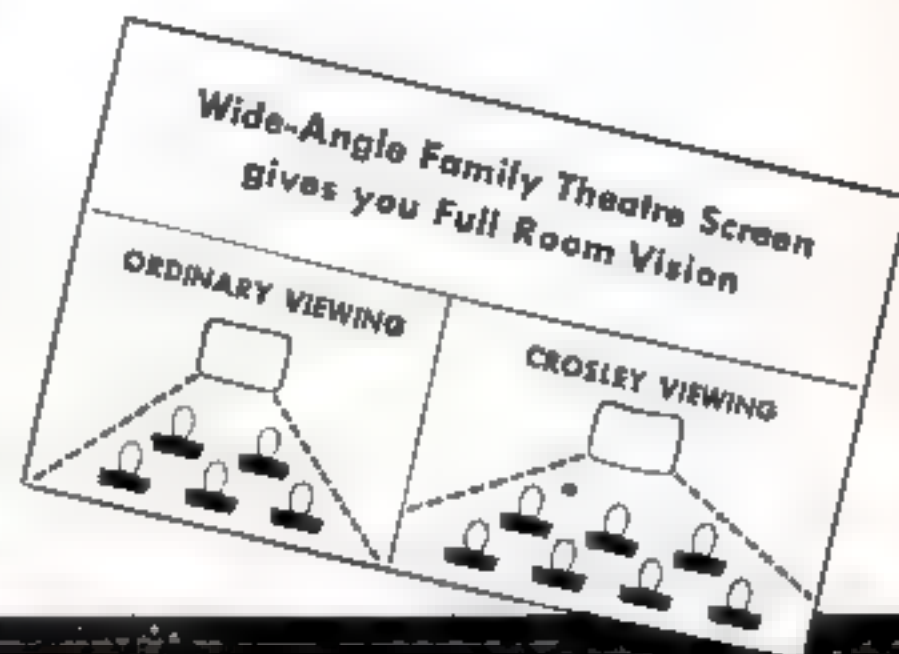 Wide-Angle Family Theatre Screen
gives you Full Room Vision
ORDINARY VIEWING
CROSLEY VIEWING